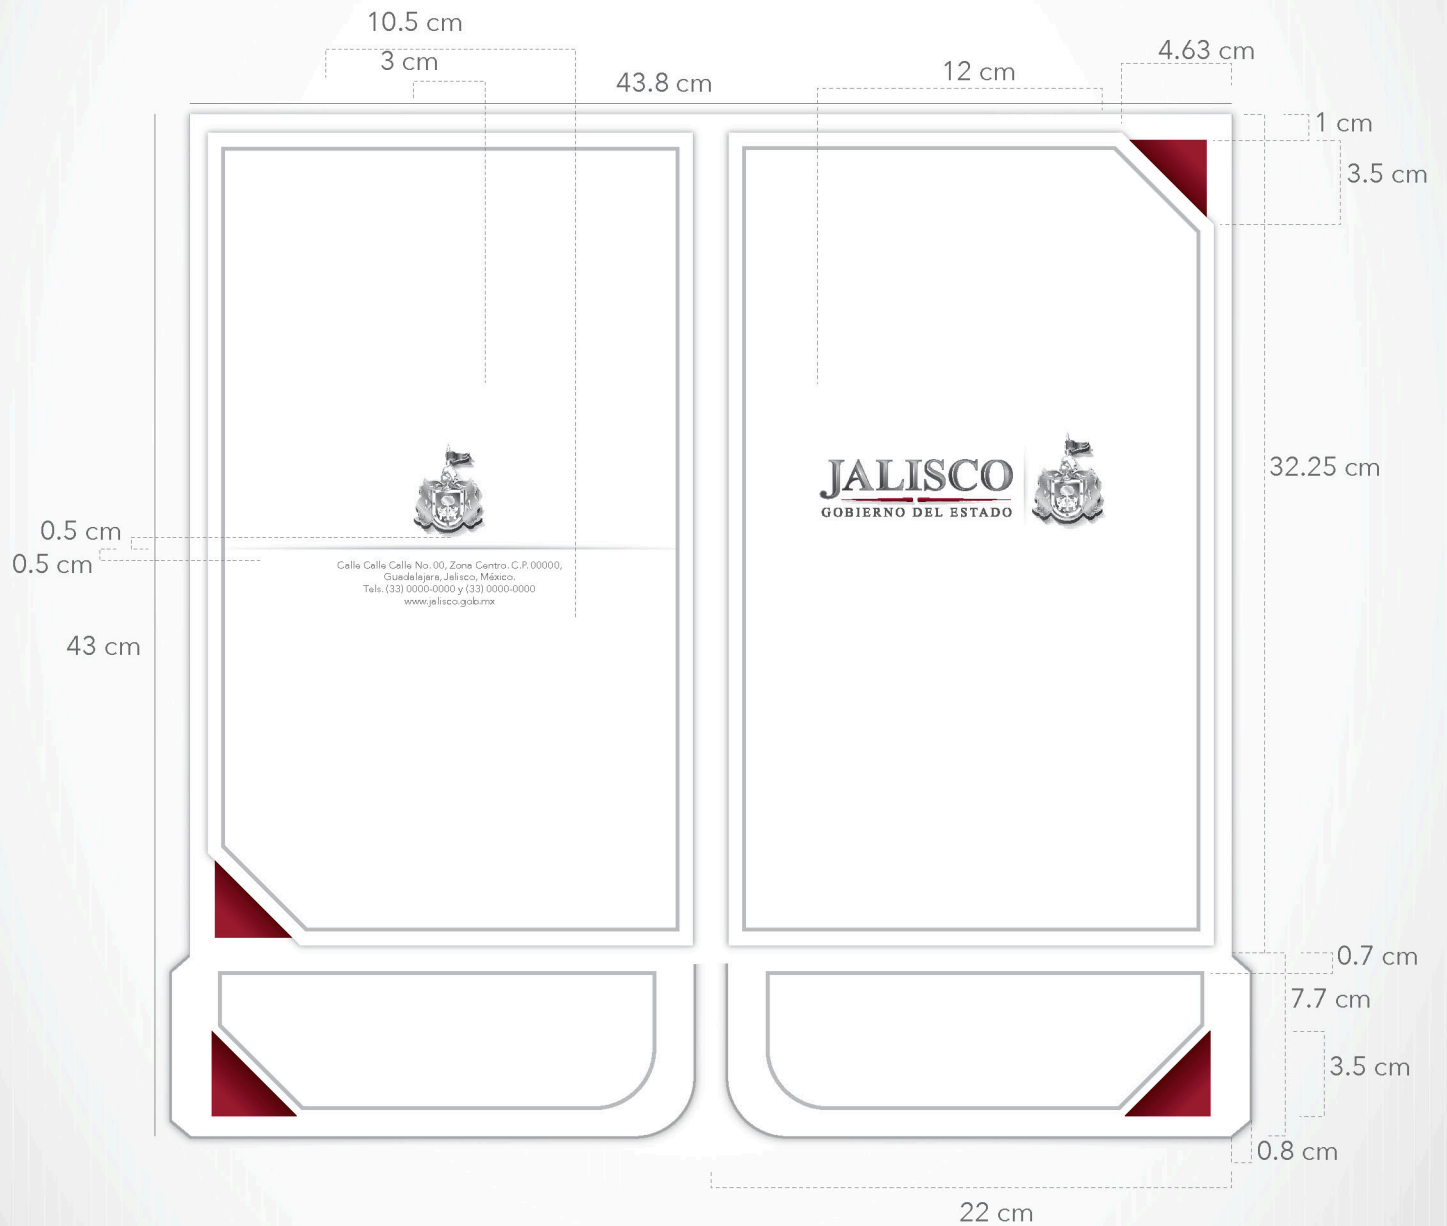 10.5 cm
3 cm
43.8 cm
12 cm
4.63 cm
1 cm
3.5 cm
32.25 cm
JALISCO
GOBIERNO DEL ESTADO
0.5 cm
0.5 cm
Calle Calle Calle No. 00, Zona Centro. C.P. 00000,
Guadalajara, Jalisco, México.
Tels. (33) 0000-0000 y (33) 0000-0000
www.jalisco.gob.mx
43 cm
0.7 cm
7.7 cm
3.5 cm
0.8 cm
22 cm